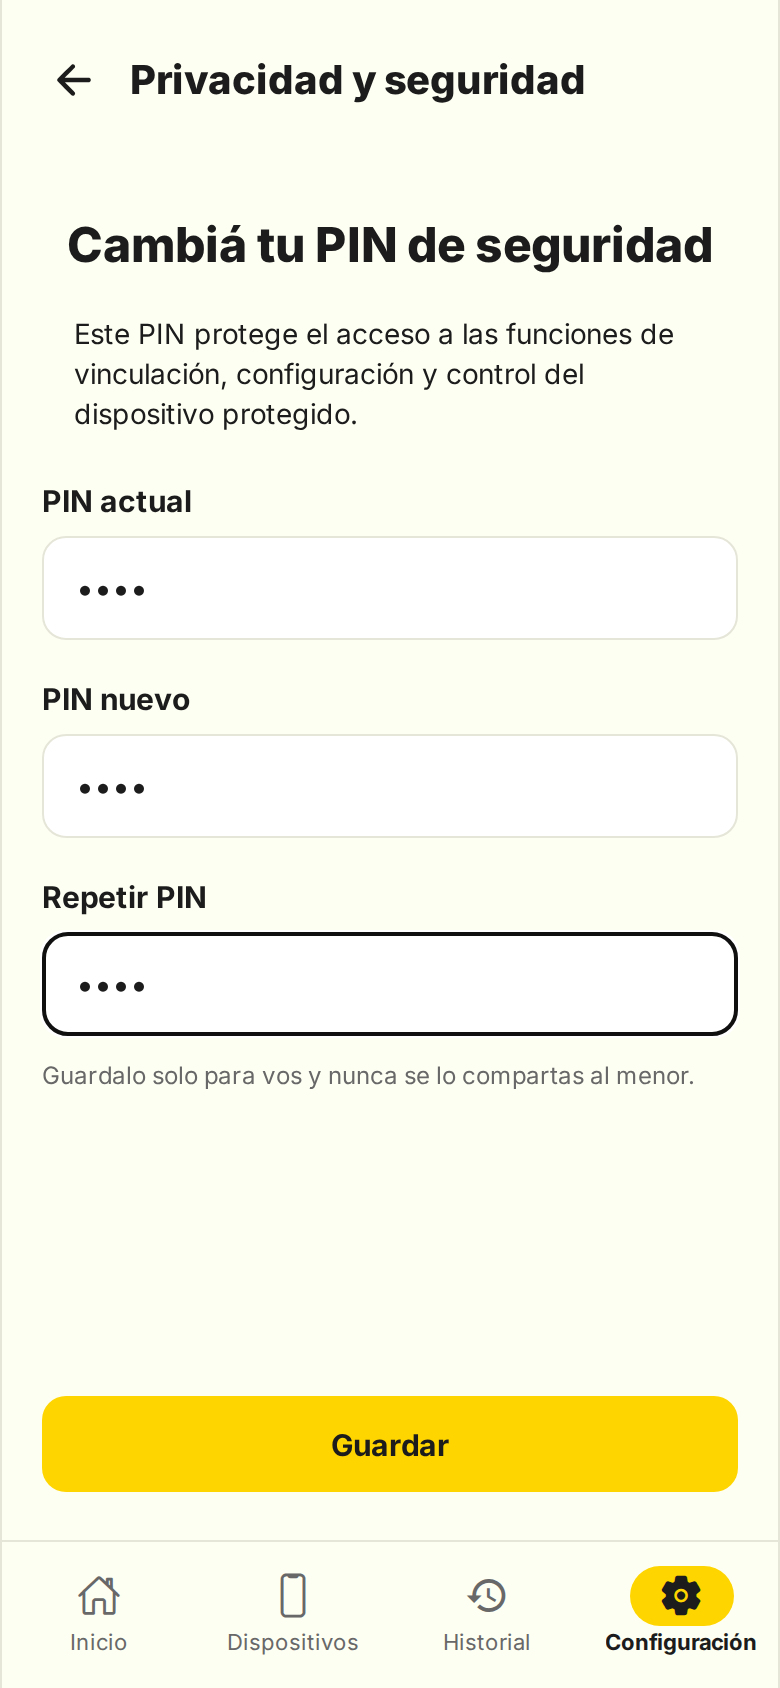 Privacidad y seguridad
Cambiá tu PIN de seguridad
Este PIN protege el acceso a las funciones de
vinculación, configuración y control del
dispositivo protegido.
PIN actual
••••
PIN nuevo
••••
Repetir PIN
••••
Guardalo solo para vos y nunca se lo compartas al menor.
Guardar
Inicio
Dispositivos
Historial
Configuración